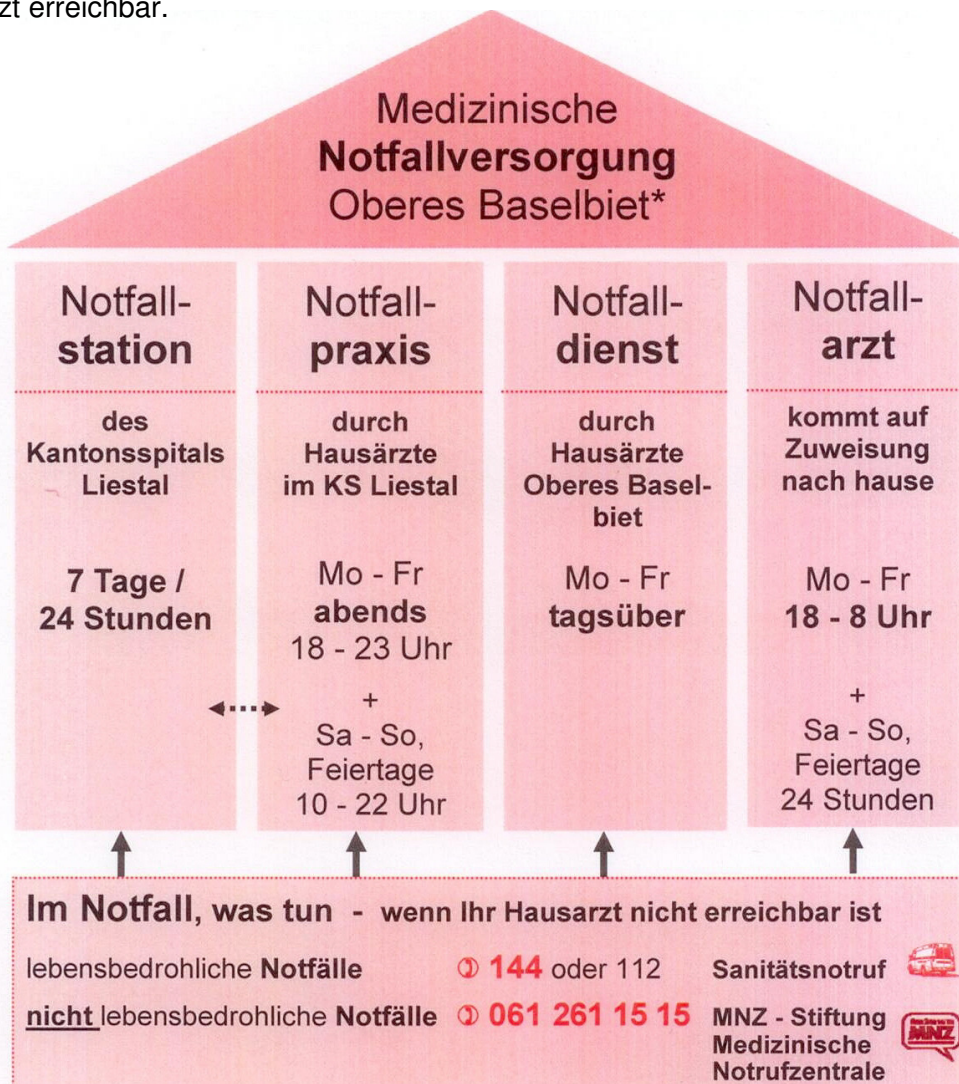 zt erreichbar.
Medizinische
Notfallversorgung
Oberes Baselbiet*
Notfall-
station
des
Kantonsspitals
Liestal
7 Tage /
24 Stunden
Notfall-
praxis
durch
Hausärzte
im KS Liestal
Mo - Fr
abends
18 - 23 Uhr
+
Sa - So,
Feiertage
10 - 22 Uhr
Notfall-
dienst
durch
Hausärzte
Oberes Basel-
biet
Mo - Fr
tagsüber
Notfall-
arzt
kommt auf
Zuweisung
nach hause
Mo - Fr
18 - 8 Uhr
+
Sa - So,
Feiertage
24 Stunden
Im Notfall, was tun - wenn Ihr Hausarzt nicht erreichbar ist
lebensbedrohliche Notfälle 144 oder 112 Sanitätsnotruf
nicht lebensbedrohliche Notfälle 061 261 15 15 MNZ - Stiftung
Medizinische
Notrufzentrale
MNZ